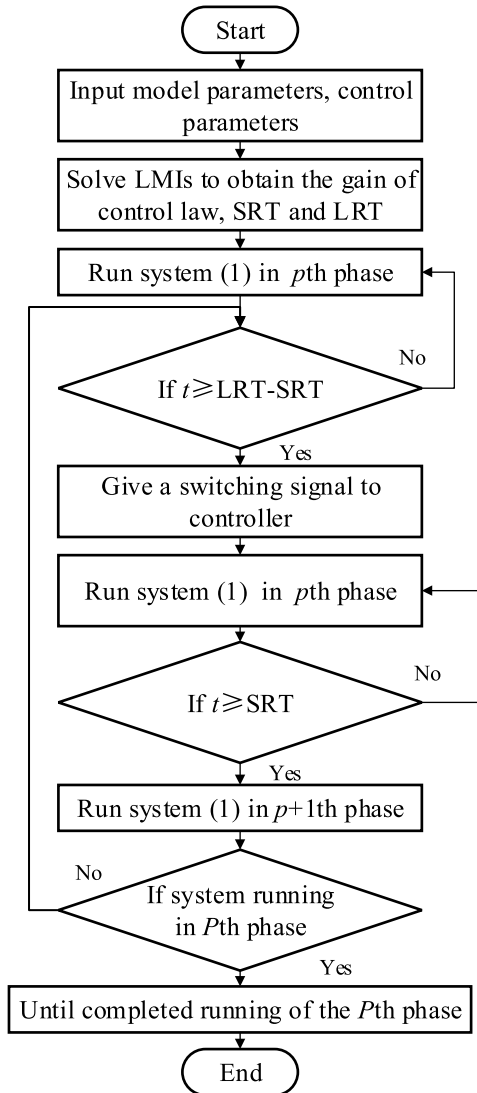 Start
Input model parameters, control
parameters
Solve LMIs to obtain the gain of
control law, SRT and LRT
Run system (1) in pth phase
No
If t⩾LRT-SRT
Yes
Give a switching signal to
controller
Run system (1) in pth phase
No
If t⩾SRT
Yes
Run system (1) in p+1th phase
No
If system running
in Pth phase
Yes
Until completed running of the Pth phase
End